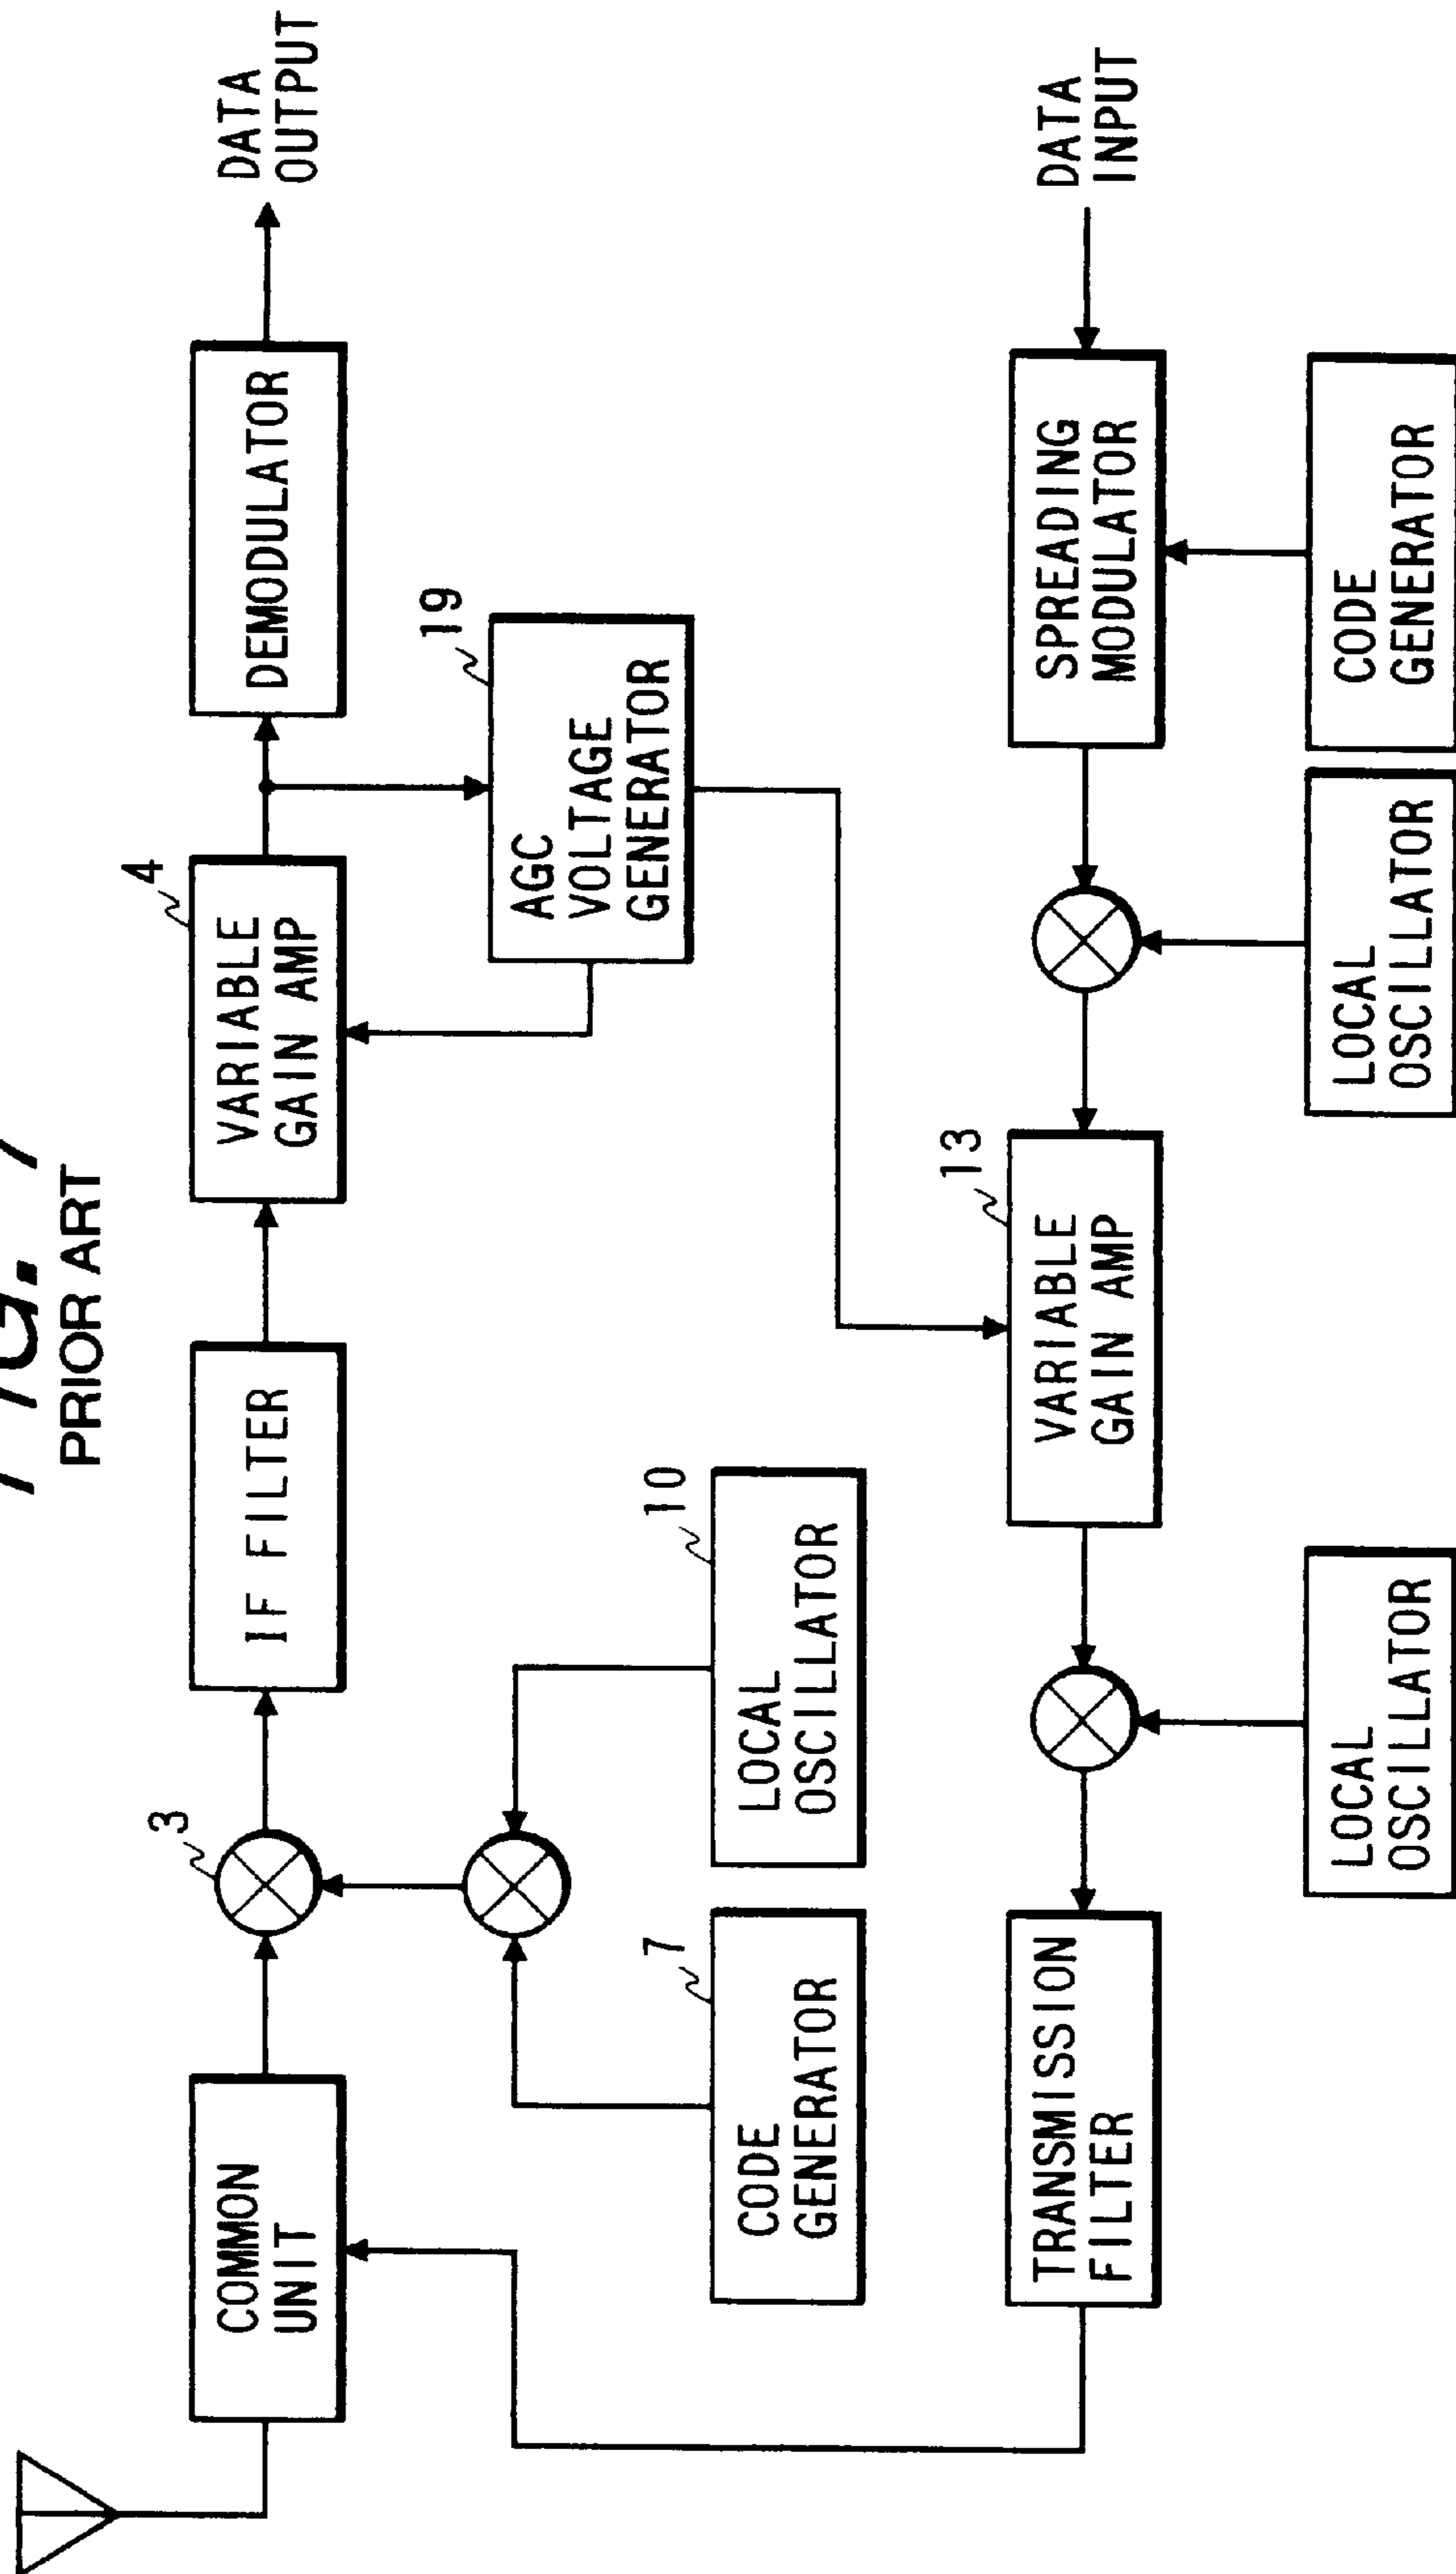 PRIOR ART
COMMON
UNIT
3
IF FILTER
VARIABLE
GAIN AMP
4
DEMODULATOR
DATA
OUTPUT
AGC
VOLTAGE
GENERATOR
19
CODE
GENERATOR
7
LOCAL
OSCILLATOR
10
TRANSMISSION
FILTER
VARIABLE
GAIN AMP
13
SPREADING
MODULATOR
DATA
INPUT
LOCAL
OSCILLATOR
LOCAL
OSCILLATOR
CODE
GENERATOR